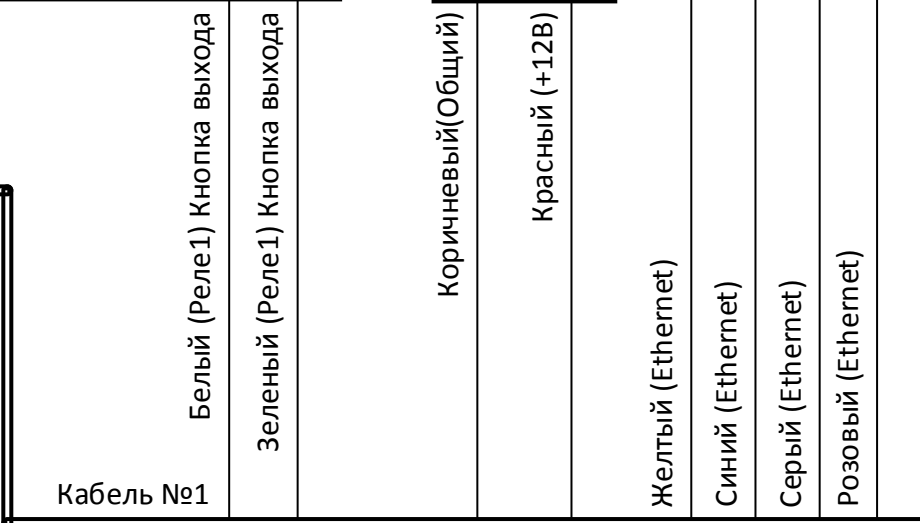 Белый (Реле1) Кнопка выхода
Зеленый (Реле1) Кнопка выхода
Коричневый(Общий)
Красный (+12В)
Желтый (Ethernet)
Синий (Ethernet)
Серый (Ethernet)
Розовый (Ethernet)
Кабель №1